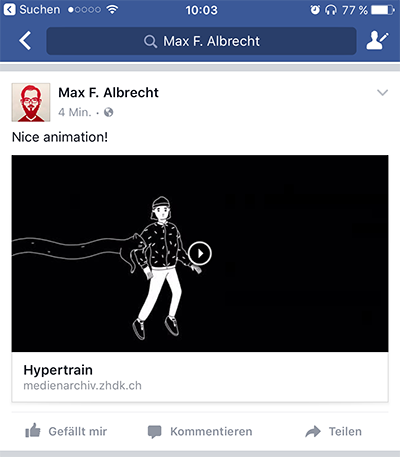 Suchen 10:03 77 %
Max F. Albrecht
Max F. Albrecht
4 Min. ·
Nice animation!
Hypertrain
medienarchiv.zhdk.ch
Gefällt mir Kommentieren Teilen